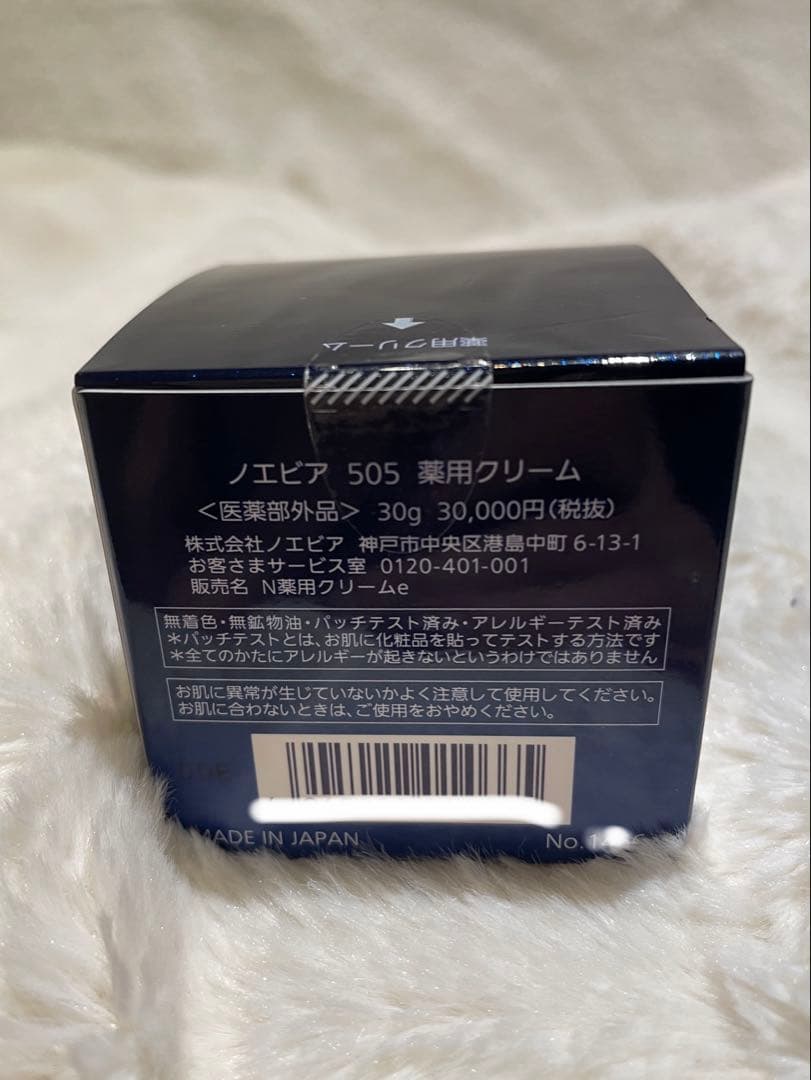 薬用クリーム
ノエビア 505 薬用クリーム
<医薬部外品> 30g 30,000円(税抜)
株式会社ノエビア 神戸市中央区港島中町6-13-1
お客さまサービス室 0120-401-001
販売名 N薬用クリームe
無着色・無鉱物油・パッチテスト済み・アレルギーテスト済み
*パッチテストとは、お肌に化粧品を貼ってテストする方法です
*全てのかたにアレルギーが起きないというわけではありません
お肌に異常が生じていないかよく注意して使用してください。
お肌に合わないときは、ご使用をおやめください。
MADE IN JAPAN No.